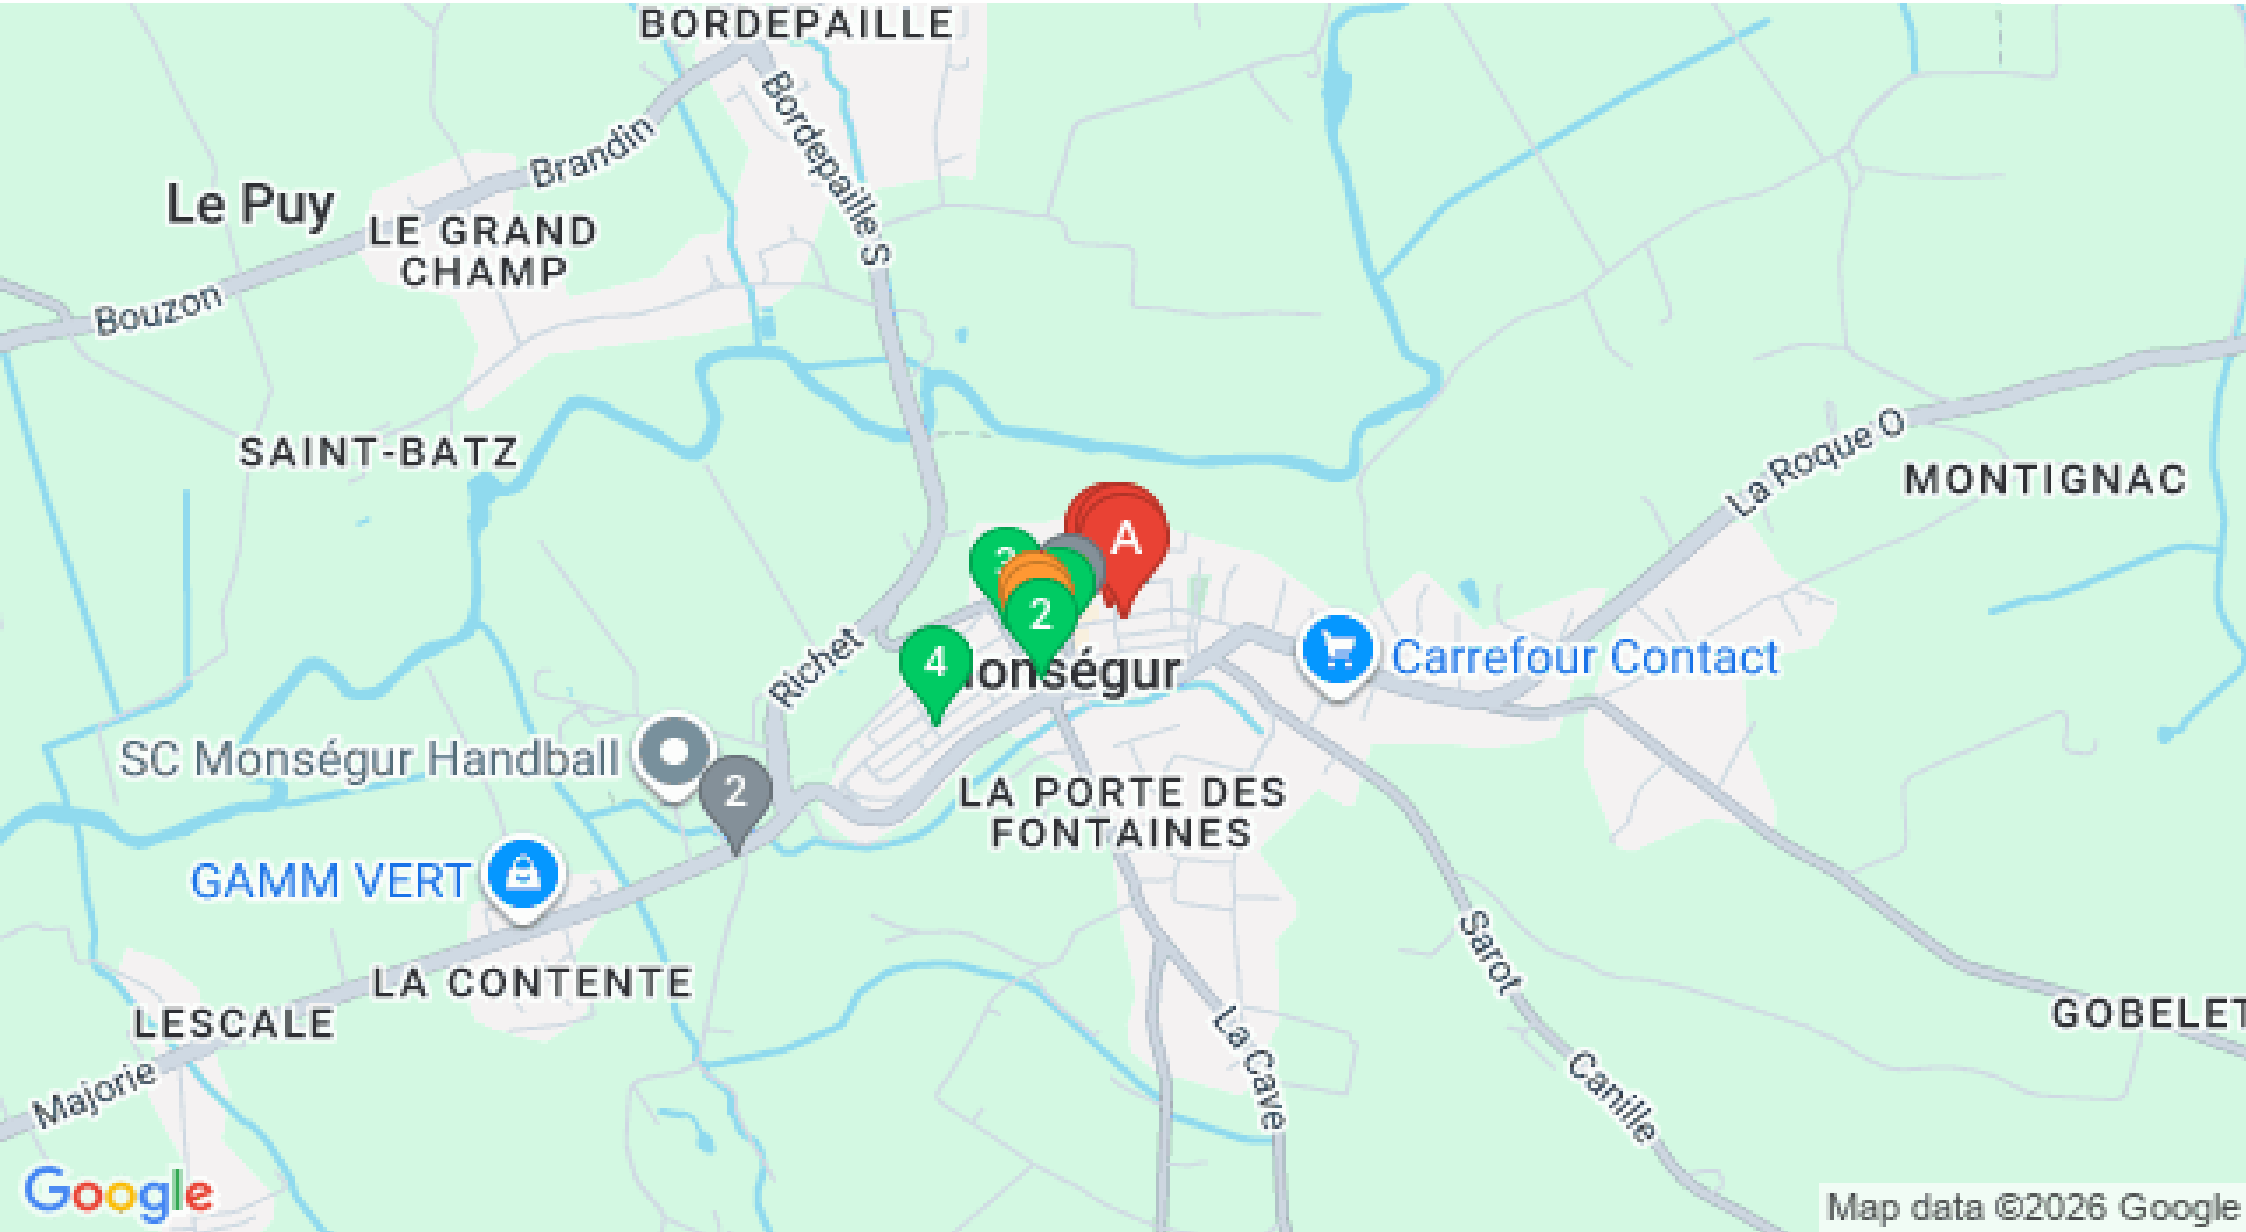 BORDEPAILLE
Bordepaille S
Brandin
Le Puy
LE GRAND
CHAMP
Bouzon
SAINT-BATZ
La Roque O
MONTIGNAC
A
3
2
4
Richet
Monségur
Carrefour Contact
SC Monségur Handball
2
LA PORTE DES
FONTAINES
GAMM VERT
Sarot
LA CONTENTE
LESCALE
GOBELET
La Cave
Majorie
Canille
Google
Map data ©2026 Google